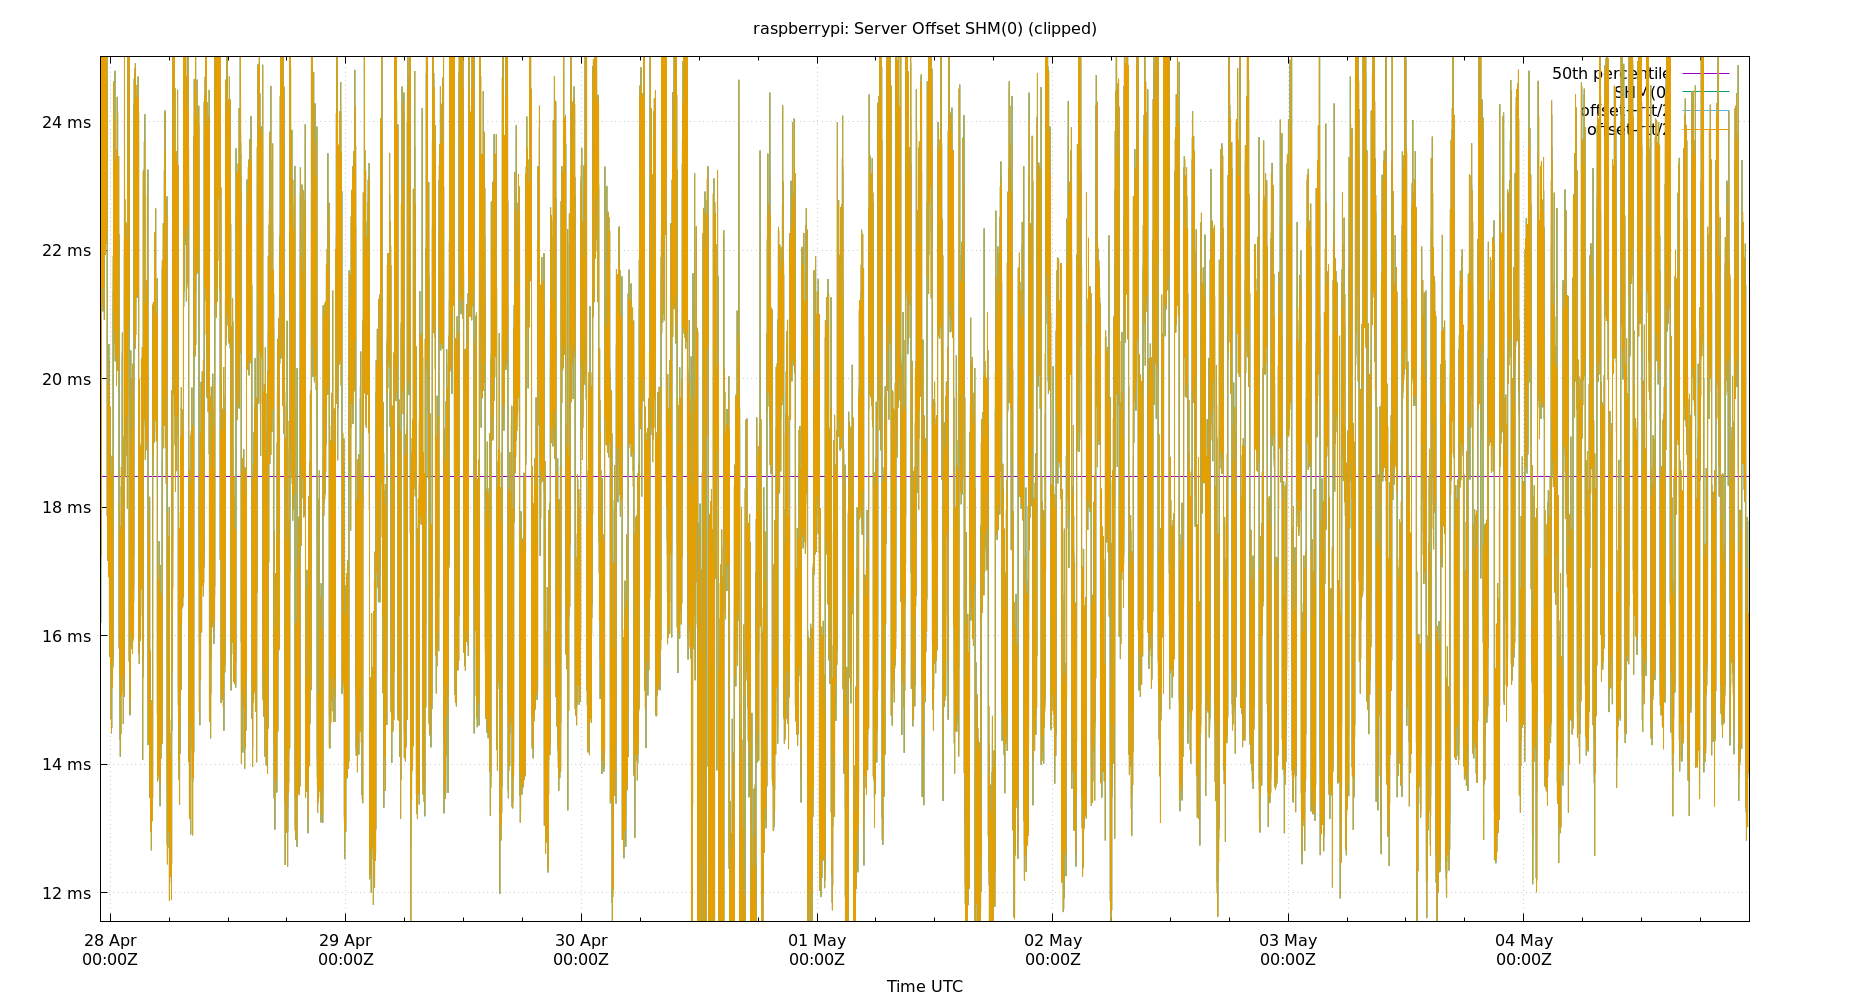 raspberrypi: Server Offset SHM(0) (clipped)
24 ms
22 ms
20 ms
18 ms
16 ms
14 ms
12 ms
50th percentile
28 Apr
00:00Z
29 Apr
00:00Z
30 Apr
00:00Z
01 May
00:00Z
02 May
00:00Z
03 May
00:00Z
04 May
00:00Z
Time UTC